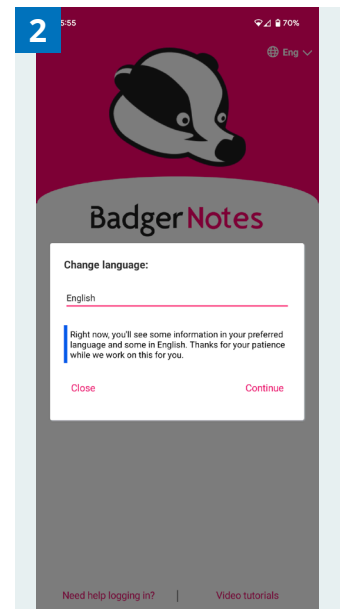 2
5:55
70%
Eng
Badger Notes
Change language:
English
Right now, you'll see some information in your preferred
language and some in English. Thanks for your patience
while we work on this for you.
Close Continue
Need help logging in? | Video tutorials